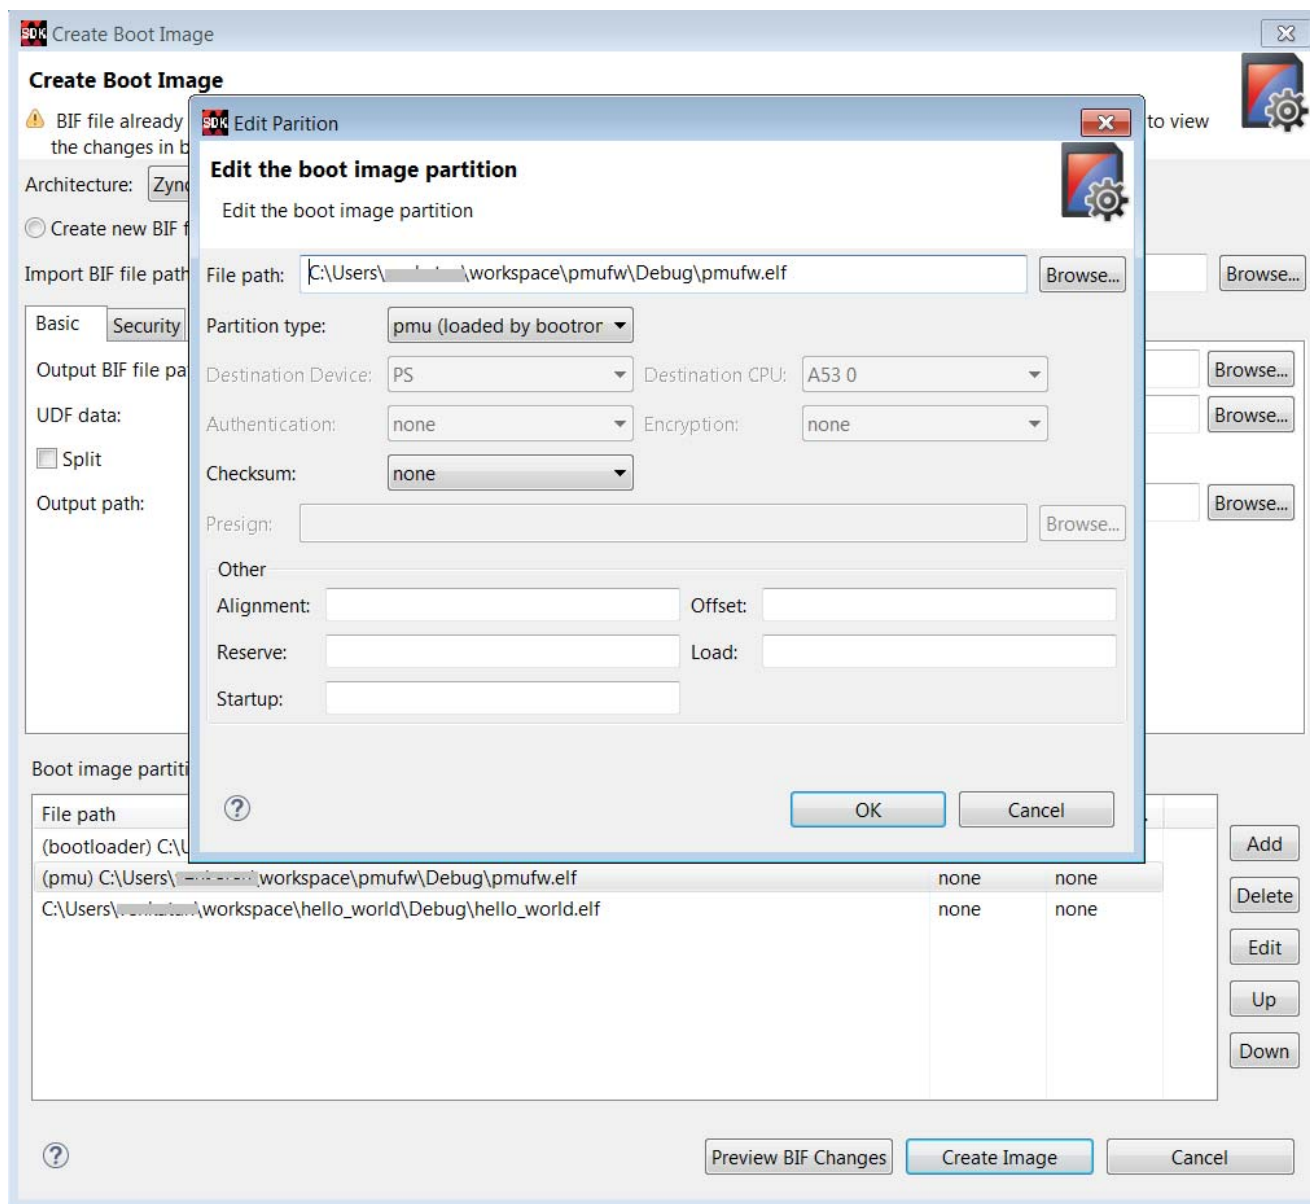 SDK Create Boot Image
Create Boot Image
BIF file already
to view
the changes in b
Architecture: Zynq
Create new BIF f
Import BIF file path
Browse...
Basic Security
Output BIF file pa
Browse...
UDF data:
Browse...
Split
Output path:
Browse...
Boot image partiti
File path
(bootloader) C:\U
(pmu) C:\Users\ \workspace\pmufw\Debug\pmufw.elf none none
C:\Users\ \workspace\hello_world\Debug\hello_world.elf none none
Add
Delete
Edit
Up
Down
Preview BIF Changes Create Image Cancel
SDK Edit Parition
Edit the boot image partition
Edit the boot image partition
File path: C:\Users\ \workspace\pmufw\Debug\pmufw.elf Browse...
Partition type: pmu (loaded by bootror
Destination Device: PS Destination CPU: A53 0
Authentication: none Encryption: none
Checksum: none
Presign: Browse...
Other
Alignment: Offset:
Reserve: Load:
Startup:
? OK Cancel
?